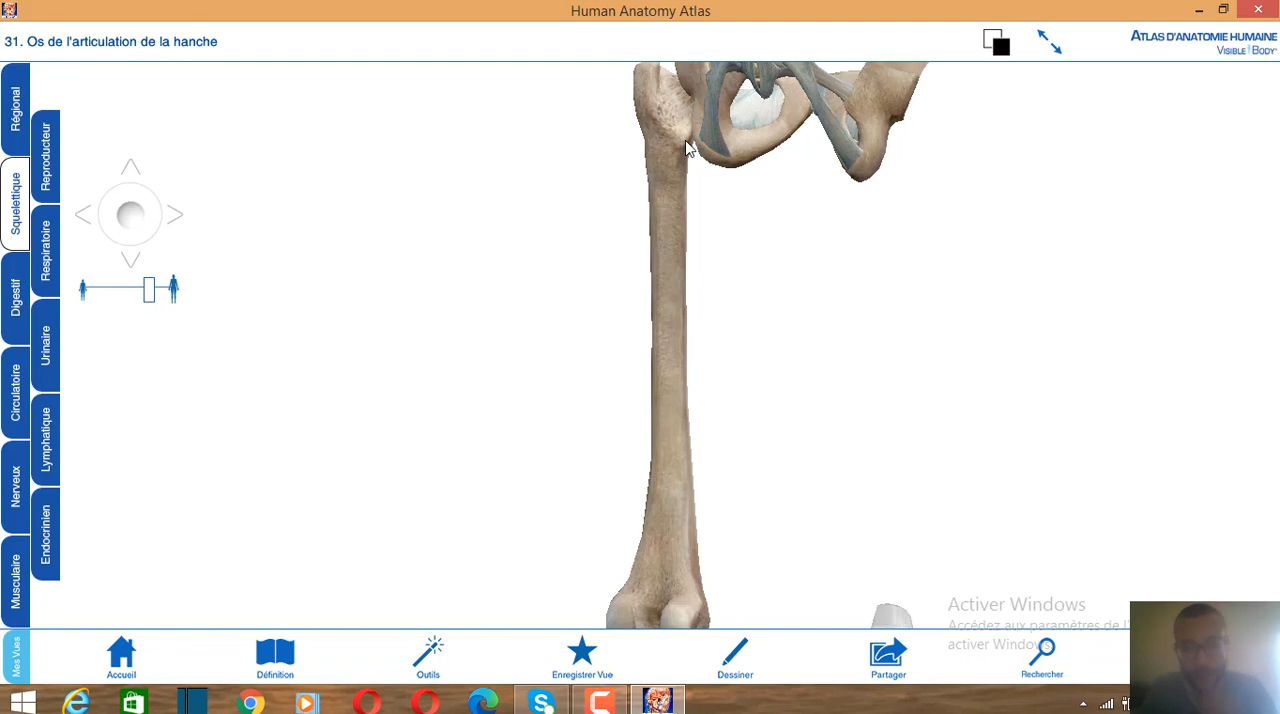 Human Anatomy Atlas
31. Os de l'articulation de la hanche
ATLAS D'ANATOMIE HUMAINE
VISIBLE BODY
Régional
Squelettique
Digestif
Circulatoire
Nerveux
Musculaire
Mes Vues
Reproducteur
Respiratoire
Urinaire
Lymphatique
Endocrinien
Activer Windows
Accédez aux paramètres de l'
activer Windows
Accueil
Définition
Outils
Enregistrer Vue
Dessiner
Partager
Rechercher